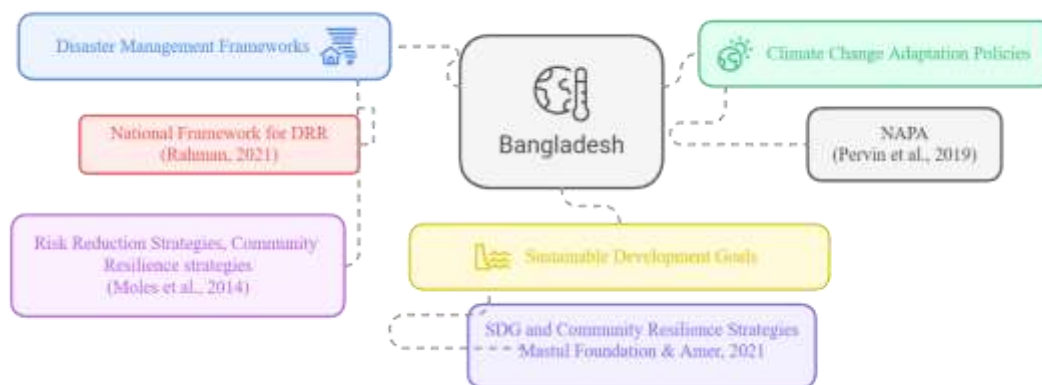 Disaster Management Frameworks
Bangladesh
Climate Change Adaptation Policies
National Framework for DRR
(Rahman, 2021)
NAPA
(Pervin et al., 2019)
Risk Reduction Strategies, Community
Resilience strategies
(Moles et al., 2014)
Sustainable Development Goals
SDG and Community Resilience Strategies
Mastul Foundation & Amer, 2021